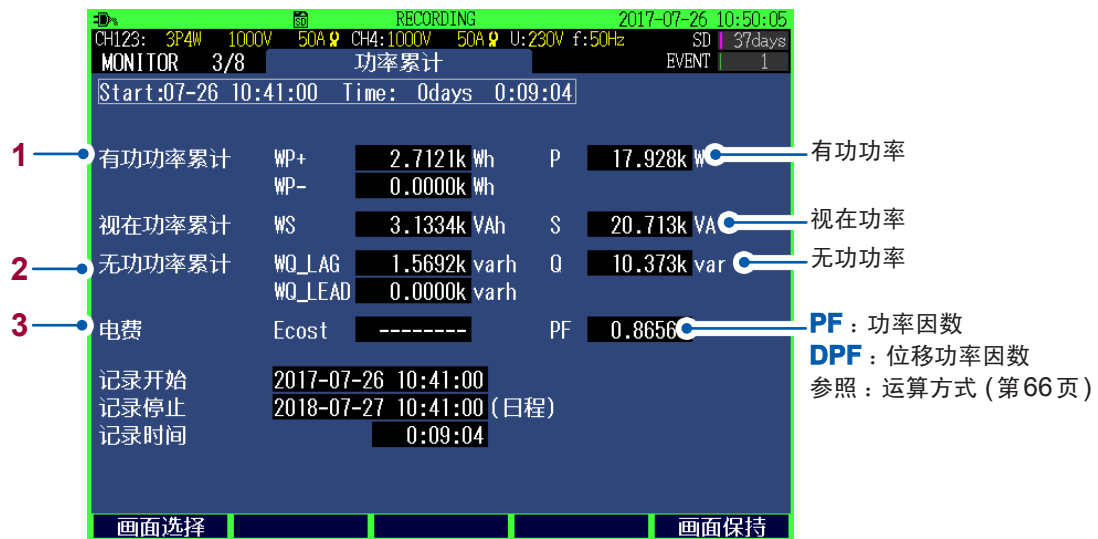 SD RECORDING 2017-07-26 10:50:05
CH123: 3P4W 1000V 50A CH4:1000V 50A U:230V f:50Hz SD 37days
MONITOR 3/8 功率累计 EVENT 1
Start:07-26 10:41:00 Time: 0days 0:09:04
1 有功功率累计 WP+ 2.7121k Wh P 17.928k W 有功功率
WP- 0.0000k Wh
视在功率累计 WS 3.1334k VAh S 20.713k VA 视在功率
2 无功功率累计 WQ_LAG 1.5692k varh Q 10.373k var 无功功率
WQ_LEAD 0.0000k varh
3 电费 Ecost -------- PF 0.8656 PF：功率因数
DPF：位移功率因数
参照：运算方式 (第66页)
记录开始 2017-07-26 10:41:00
记录停止 2018-07-27 10:41:00 (日程)
记录时间 0:09:04
画面选择 画面保持